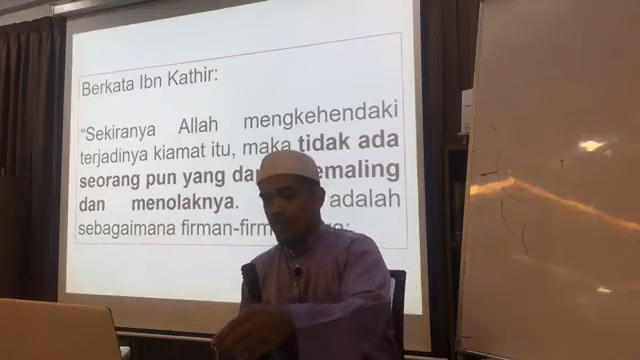 Berkata Ibn Kathir:
“Sekiranya Allah mengkehendaki
terjadinya kiamat itu, maka tidak ada
seorang pun yang
dan menolaknya. adalah
sebagaimana